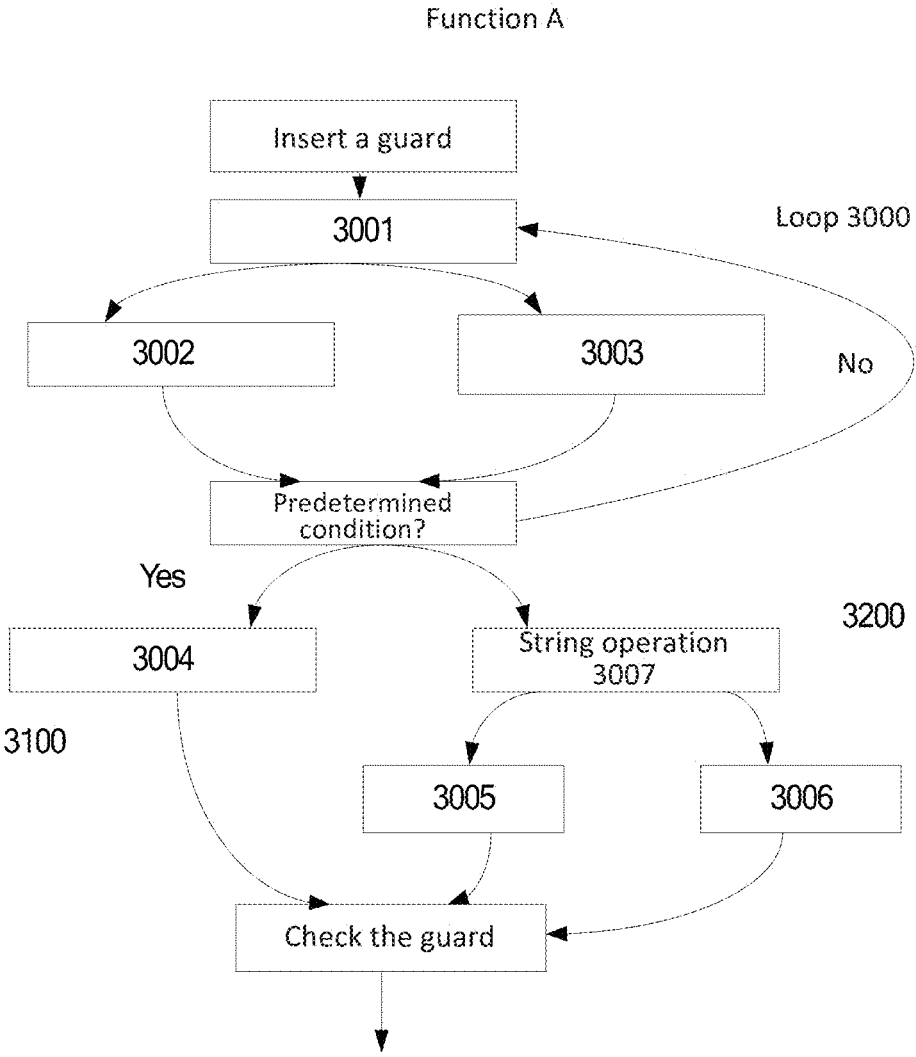 Function A
Insert a guard
3001
Loop 3000
3002
3003
No
Predetermined
condition?
Yes
3200
3004
String operation
3007
3100
3005
3006
Check the guard